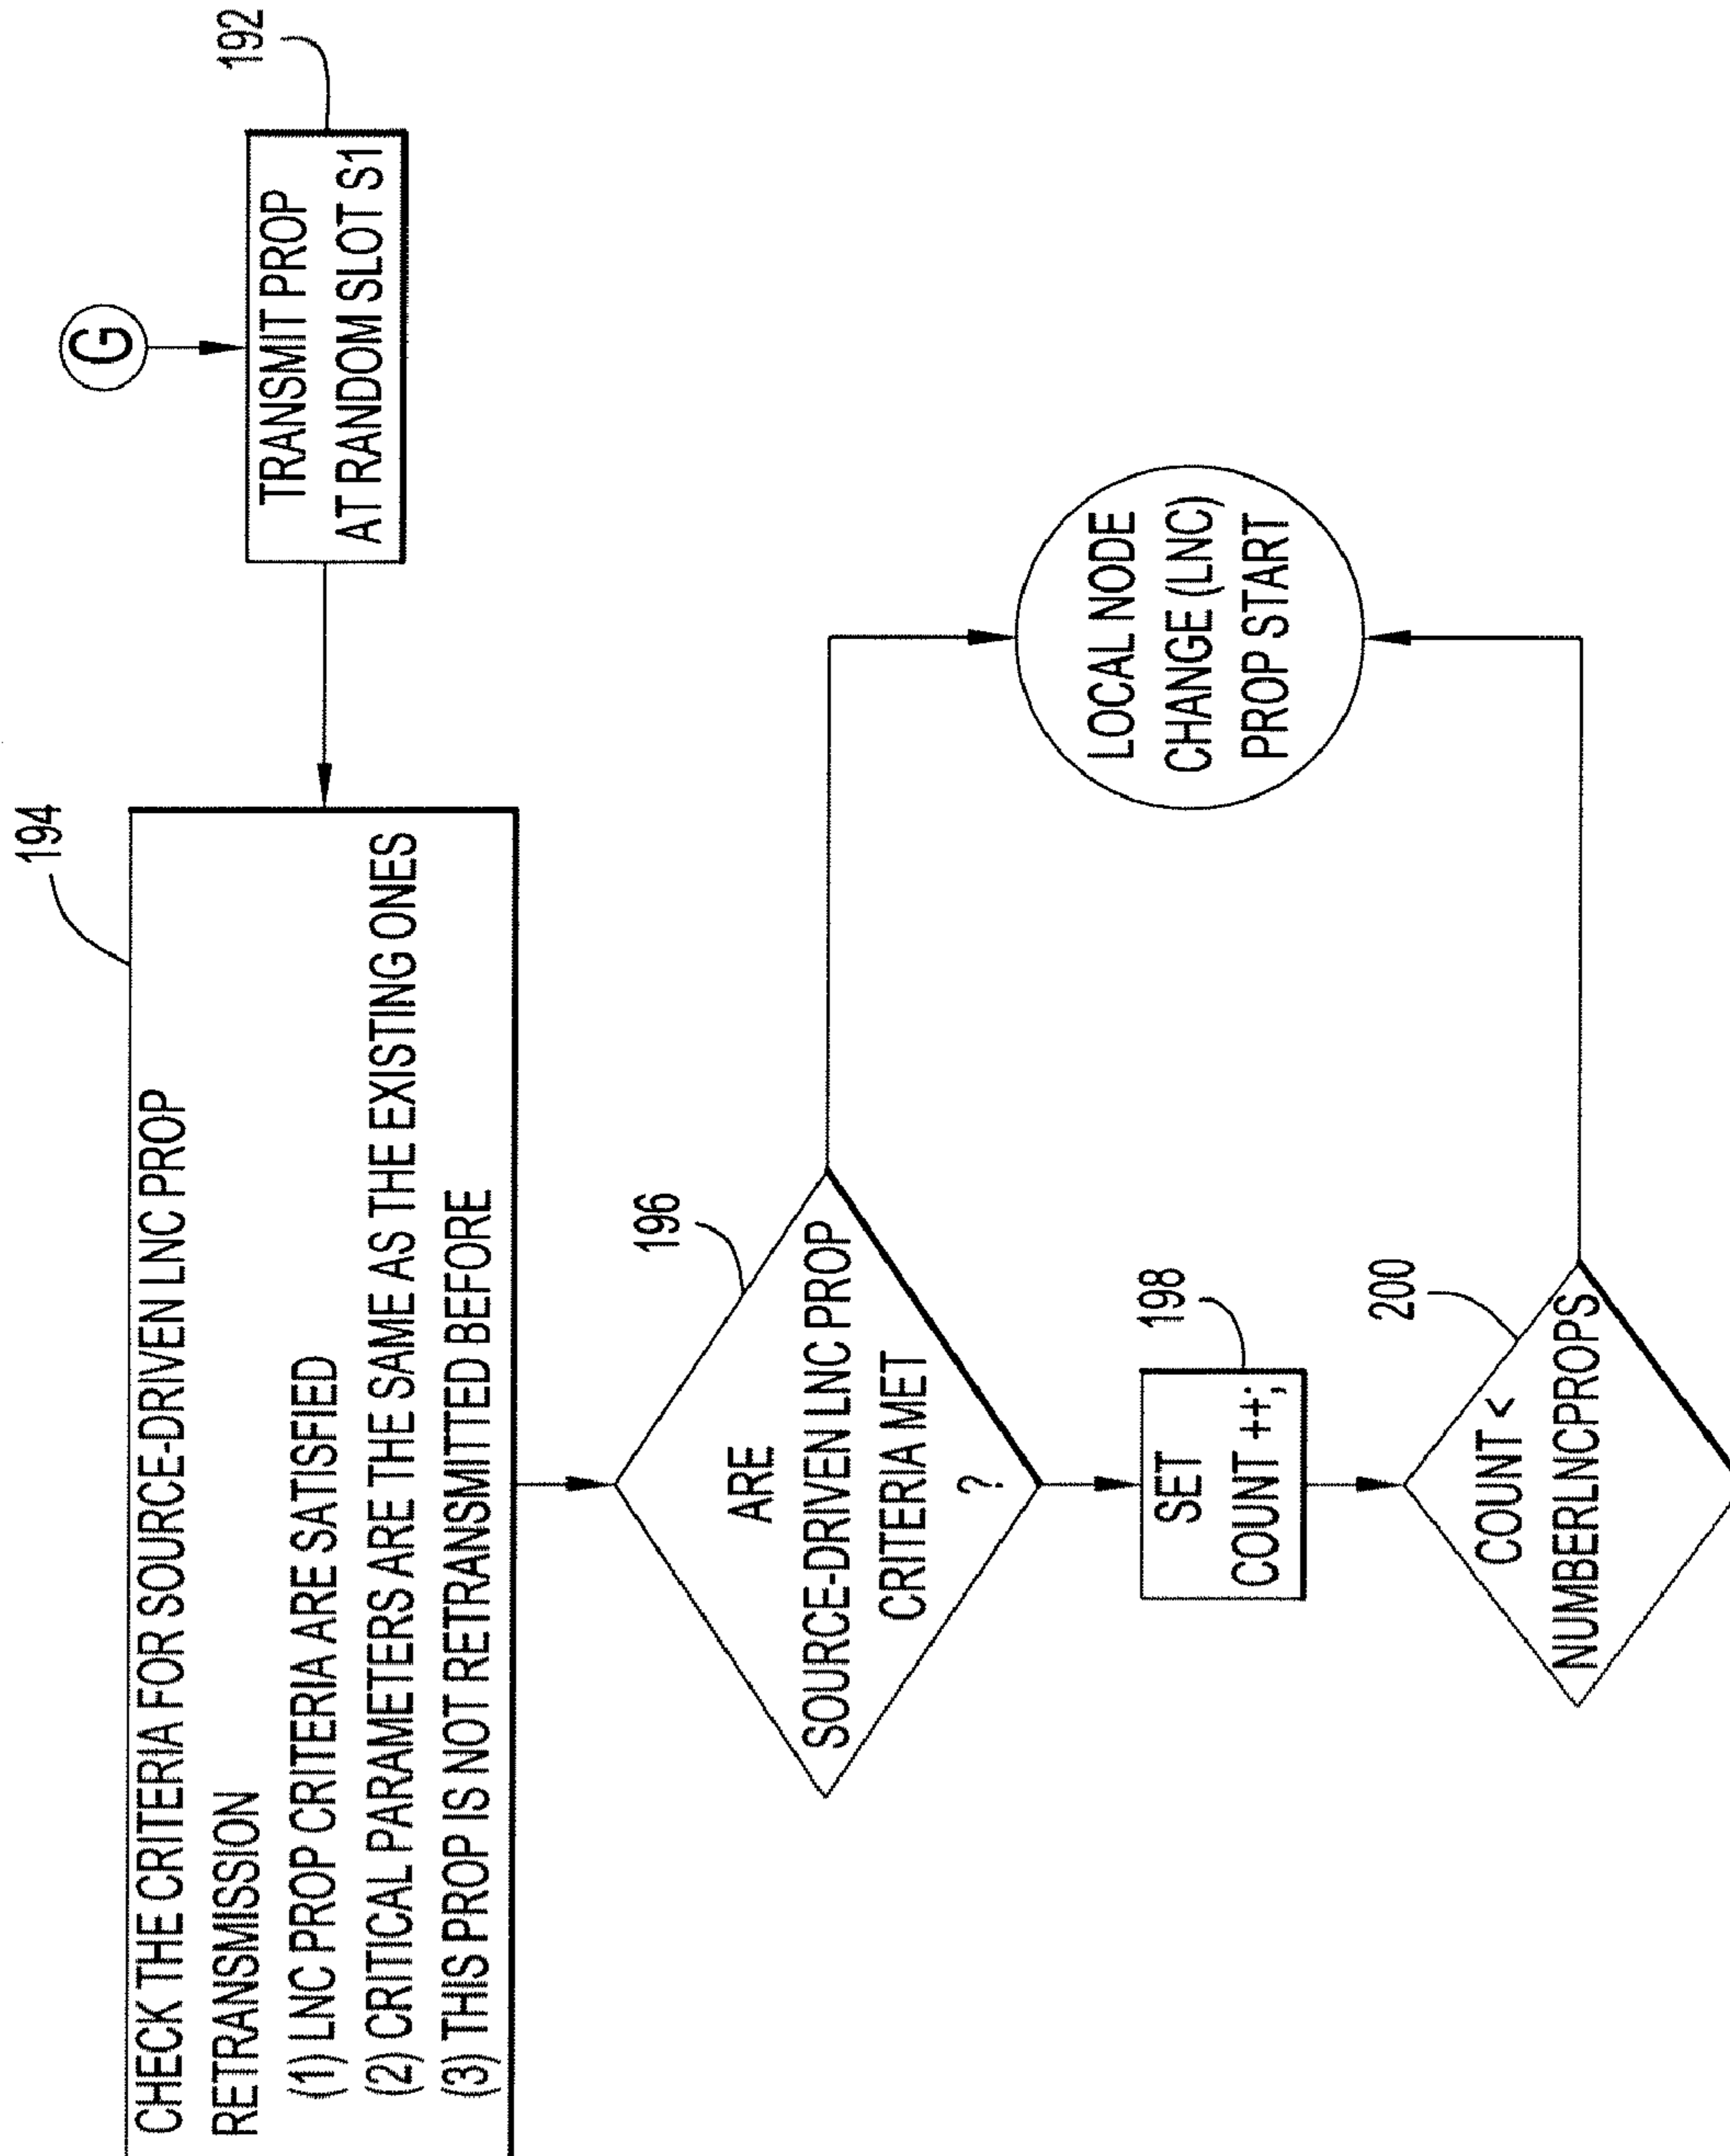 G
TRANSMIT PROP
AT RANDOM SLOT S1
192
194
CHECK THE CRITERIA FOR SOURCE-DRIVEN LNC PROP
RETRANSMISSION
(1) LNC PROP CRITERIA ARE SATISFIED
(2) CRITICAL PARAMETERS ARE THE SAME AS THE EXISTING ONES
(3) THIS PROP IS NOT RETRANSMITTED BEFORE
196
ARE
SOURCE-DRIVEN LNC PROP
CRITERIA MET
?
LOCAL NODE
CHANGE (LNC)
PROP START
198
SET
COUNT ++;
200
COUNT <
NUMBERLNCPROPS